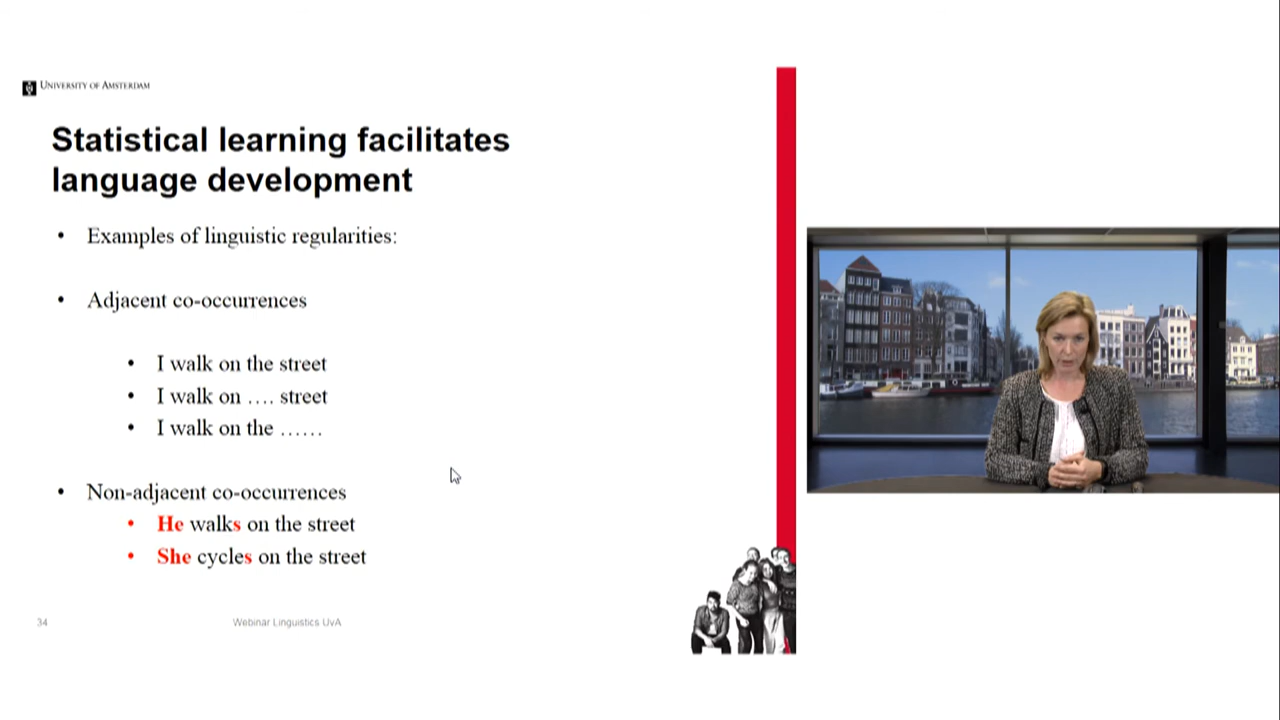 UNIVERSITY OF AMSTERDAM
Statistical learning facilitates
language development
• Examples of linguistic regularities:
• Adjacent co-occurrences
• I walk on the street
• I walk on …. street
• I walk on the ……
• Non-adjacent co-occurrences
• He walks on the street
• She cycles on the street
34
Webinar Linguistics UvA